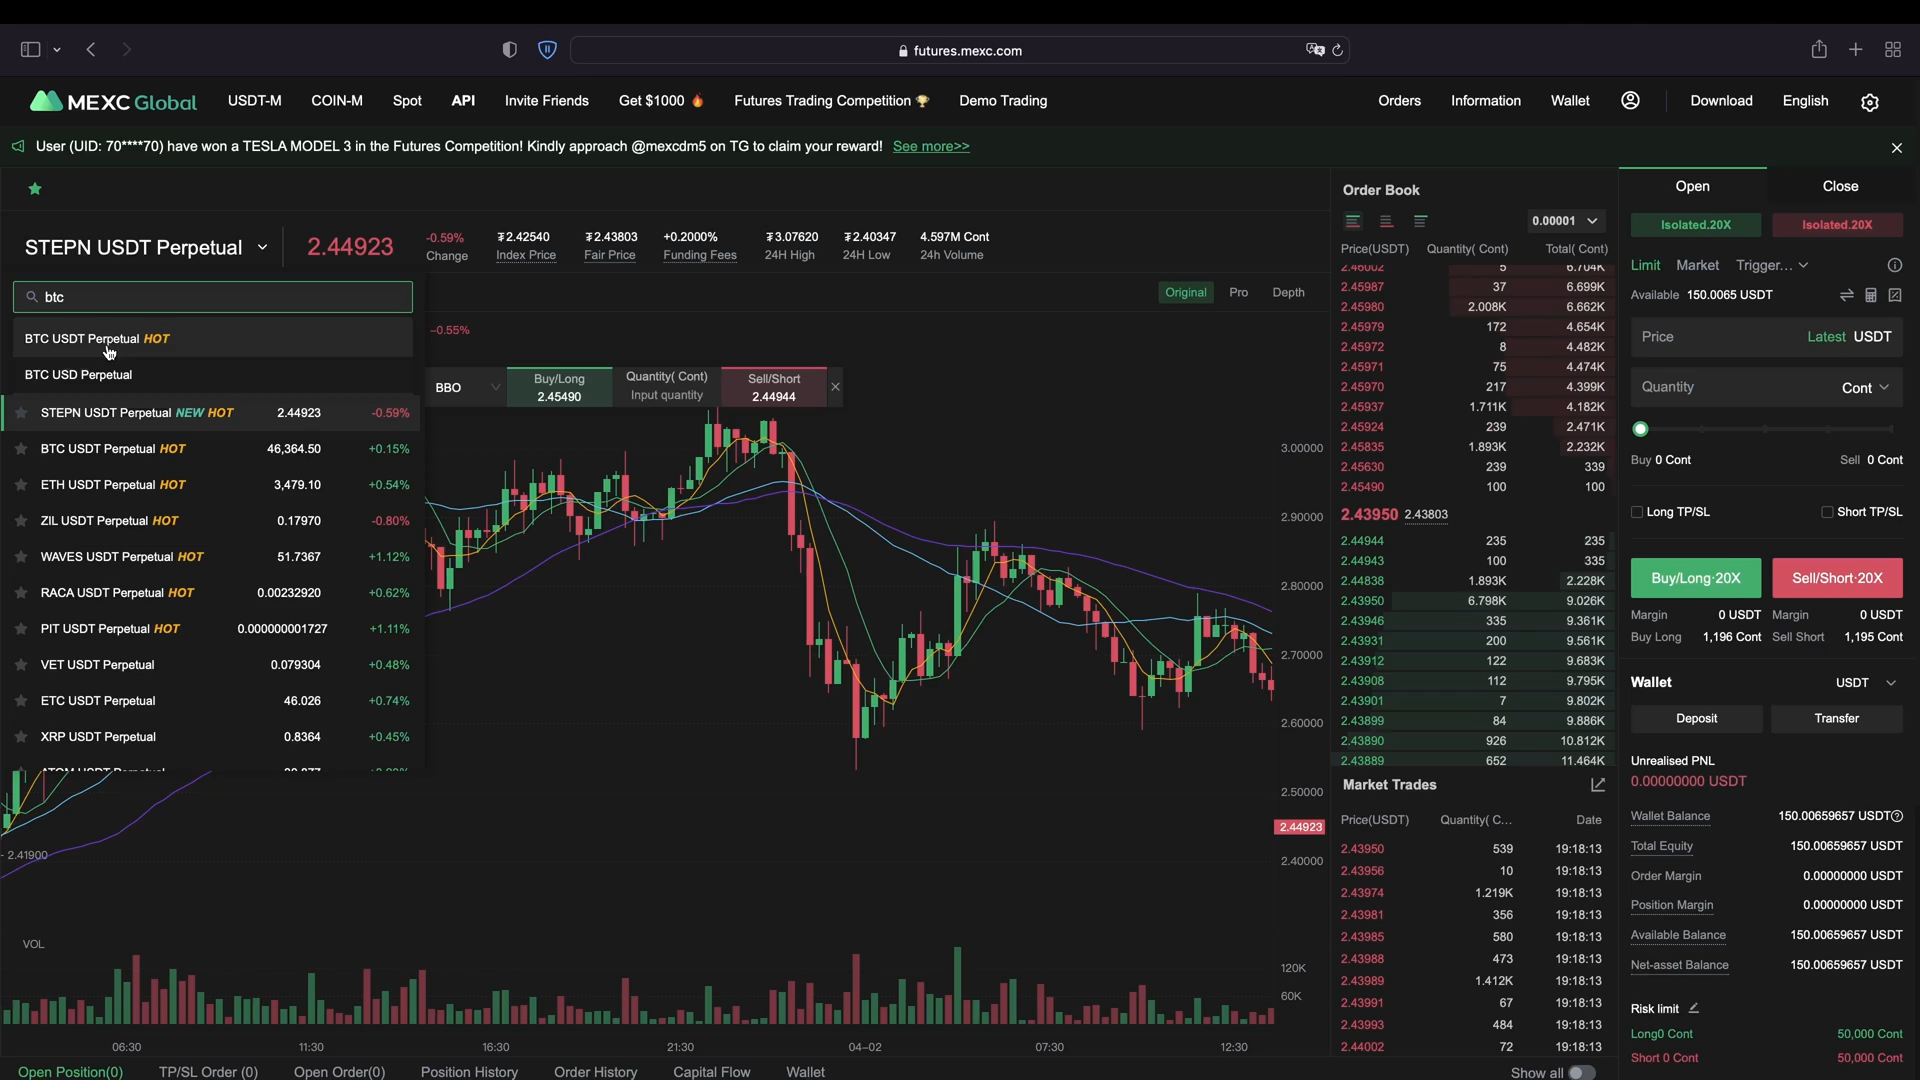 futures.mexc.com
MEXC Global USDT-M COIN-M Spot API Invite Friends Get $1000 Futures Trading Competition Demo Trading Orders Information Wallet Download English
User (UID: 70****70) have won a TESLA MODEL 3 in the Futures Competition! Kindly approach @mexcdm5 on TG to claim your reward! See more>>
STEPN USDT Perpetual 2.44923
-0.59% ₮2.42540 ₮2.43803 +0.2000% ₮3.07620 ₮2.40347 4.597M Cont
Change Index Price Fair Price Funding Fees 24H High 24H Low 24h Volume
btc
BTC USDT Perpetual HOT
BTC USD Perpetual
STEPN USDT Perpetual NEW HOT 2.44923 -0.59%
BTC USDT Perpetual HOT 46,364.50 +0.15%
ETH USDT Perpetual HOT 3,479.10 +0.54%
ZIL USDT Perpetual HOT 0.17970 -0.80%
WAVES USDT Perpetual HOT 51.7367 +1.12%
RACA USDT Perpetual HOT 0.00232920 +0.62%
PIT USDT Perpetual HOT 0.000000001727 +1.11%
VET USDT Perpetual 0.079304 +0.48%
ETC USDT Perpetual 46.026 +0.74%
XRP USDT Perpetual 0.8364 +0.45%
Original Pro Depth
-0.55%
BBO
Buy/Long Quantity( Cont) Sell/Short
2.45490 Input quantity 2.44944
3.00000
2.90000
2.80000
2.70000
2.60000
2.50000
2.44923
2.40000
2.41900
VOL
120K
60K
06:30 11:30 16:30 21:30 04-02 07:30 12:30
Open Position(0) TP/SL Order (0) Open Order(0) Position History Order History Capital Flow Wallet Show all
Order Book
0.00001
Price(USDT) Quantity( Cont) Total( Cont)
2.46002 5 6.704K
2.45987 37 6.699K
2.45980 2.008K 6.662K
2.45979 172 4.654K
2.45972 8 4.482K
2.45971 75 4.474K
2.45970 217 4.399K
2.45937 1.711K 4.182K
2.45924 239 2.471K
2.45835 1.893K 2.232K
2.45630 239 339
2.45490 100 100
2.43950 2.43803
2.44944 235 235
2.44943 100 335
2.44838 1.893K 2.228K
2.43950 6.798K 9.026K
2.43946 335 9.361K
2.43931 200 9.561K
2.43912 122 9.683K
2.43908 112 9.795K
2.43901 7 9.802K
2.43899 84 9.886K
2.43890 926 10.812K
2.43889 652 11.464K
Market Trades
Price(USDT) Quantity( C... Date
2.43950 539 19:18:13
2.43956 10 19:18:13
2.43974 1.219K 19:18:13
2.43981 356 19:18:13
2.43985 580 19:18:13
2.43988 473 19:18:13
2.43989 1.412K 19:18:13
2.43991 67 19:18:13
2.43993 484 19:18:13
2.44002 72 19:18:13
Open Close
Isolated.20X Isolated.20X
Limit Market Trigger...
Available 150.0065 USDT
Price Latest USDT
Quantity Cont
Buy 0 Cont Sell 0 Cont
Long TP/SL Short TP/SL
Buy/Long·20X Sell/Short·20X
Margin 0 USDT Margin 0 USDT
Buy Long 1,196 Cont Sell Short 1,195 Cont
Wallet USDT
Deposit Transfer
Unrealised PNL
0.00000000 USDT
Wallet Balance 150.00659657 USDT
Total Equity 150.00659657 USDT
Order Margin 0.00000000 USDT
Position Margin 0.00000000 USDT
Available Balance 150.00659657 USDT
Net-asset Balance 150.00659657 USDT
Risk limit
Long0 Cont 50,000 Cont
Short 0 Cont 50,000 Cont